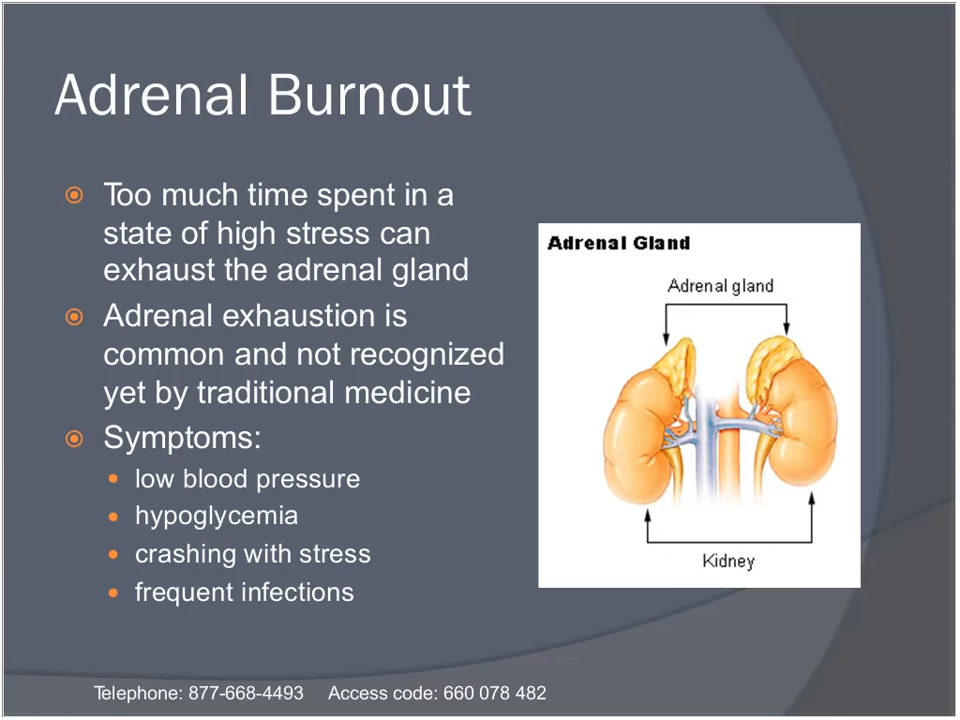 Adrenal Burnout
Too much time spent in a
state of high stress can
exhaust the adrenal gland
Adrenal exhaustion is
common and not recognized
yet by traditional medicine
Symptoms:
low blood pressure
hypoglycemia
crashing with stress
frequent infections
Adrenal Gland
Adrenal gland
Kidney
Telephone: 877-668-4493 Access code: 660 078 482